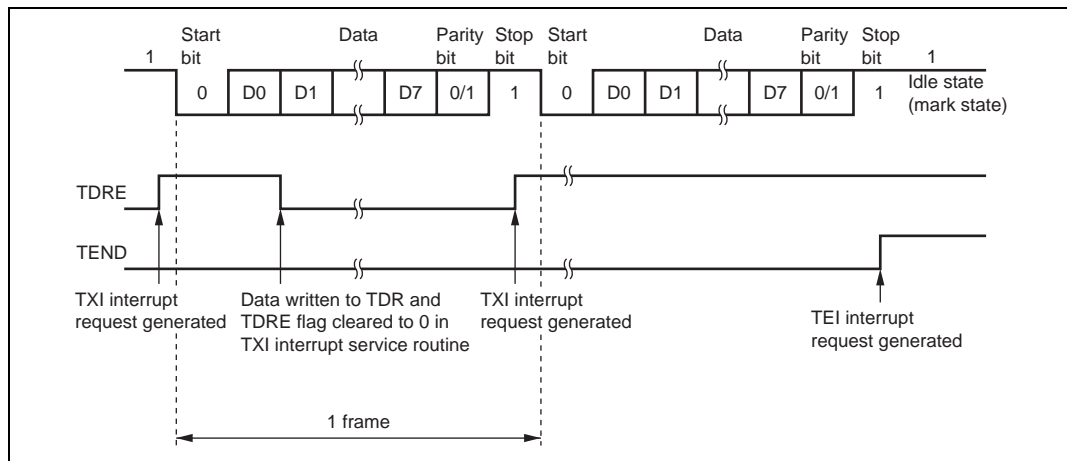 Start Data Parity Stop Start Data Parity Stop
1 bit bit bit bit bit bit 1
0 D0 D1 D7 0/1 1 0 D0 D1 D7 0/1 1 Idle state
(mark state)
TDRE
TEND
TXI interrupt
request generated
Data written to TDR and
TDRE flag cleared to 0 in
TXI interrupt service routine
TXI interrupt
request generated
TEI interrupt
request generated
1 frame